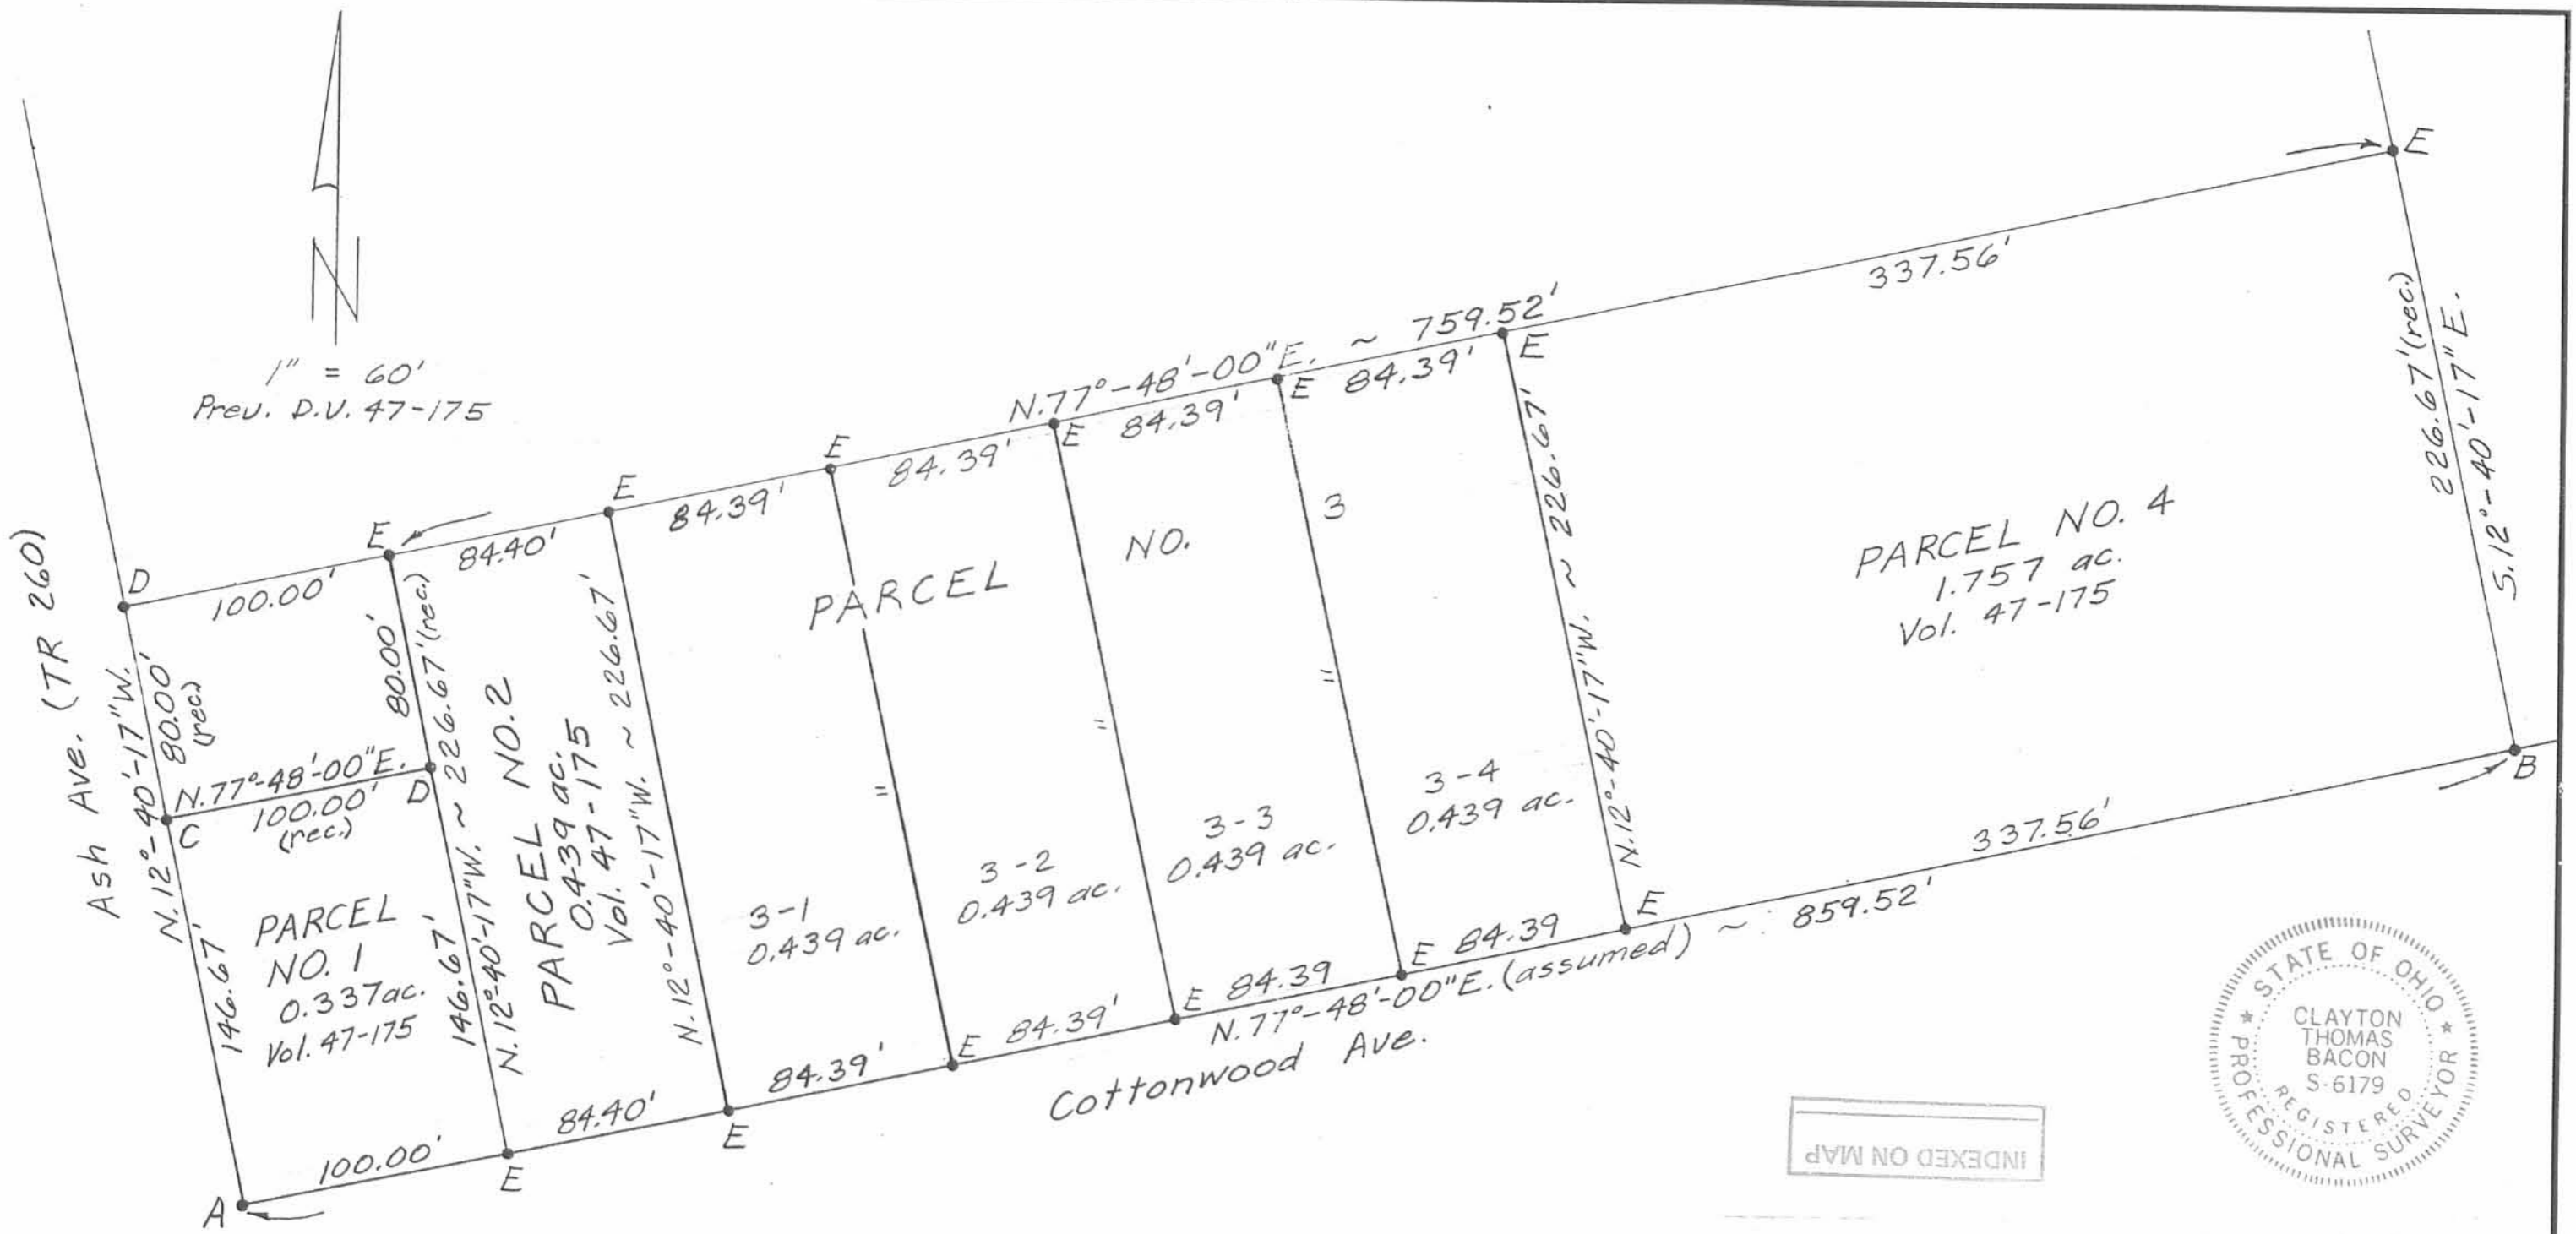 N
1" = 60'
Prev. D.V. 47-175
E
337.56'
226.67'(rec.)
S.12°-40'-17"E.
N.77°-48'-00"E. ~ 759.52'
E
84.39'
E
84.39'
E
84.39'
E
84.39'
E
84.40'
E
100.00'
D
Ash Ave. (TR 260)
N.12°-40'-17"W.
80.00'
(rec.)
80.00'
N.77°-48'-00"E.
100.00'
(rec.)
C
D
146.67'
PARCEL
NO. 1
0.337ac.
Vol. 47-175
146.67'
N.12°-40'-17"W. ~ 226.67'(rec.)
PARCEL NO.2
0.439 ac.
Vol. 47-175
N.12°-40'-17"W. ~ 226.67'
PARCEL NO. 3
=
=
=
3-1
0.439 ac.
3-2
0.439 ac.
3-3
0.439 ac.
3-4
0.439 ac.
N.12°-40'-17"W. ~ 226.67'
PARCEL NO. 4
1.757 ac.
Vol. 47-175
B
337.56'
E
84.39
E
84.39
E
84.39'
E
84.39'
E
84.40'
E
100.00'
A
N.77°-48'-00"E. (assumed) ~ 859.52'
Cottonwood Ave.
INDEXED ON MAP
STATE OF OHIO
CLAYTON
THOMAS
BACON
S-6179
REGISTERED
PROFESSIONAL SURVEYOR